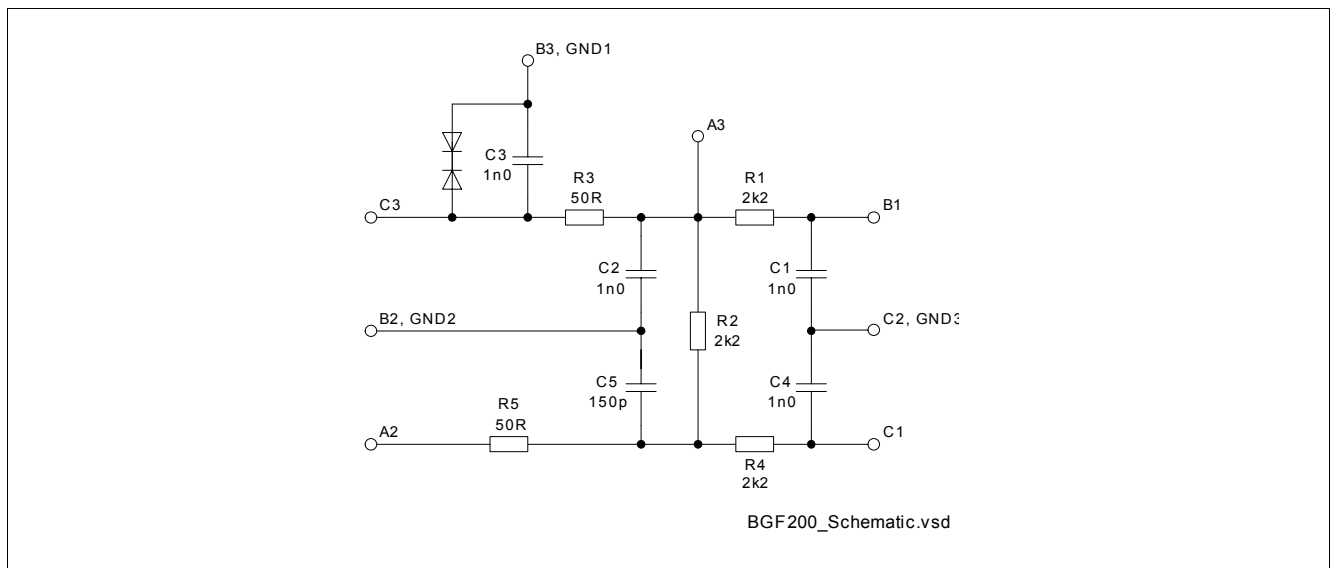 B3, GND1
A3
C3
1n0
R3
50R
R1
2k2
C3
B1
C2
1n0
C1
1n0
B2, GND2
R2
2k2
C2, GND3
C5
150p
C4
1n0
R5
50R
A2
C1
R4
2k2
BGF200_Schematic.vsd